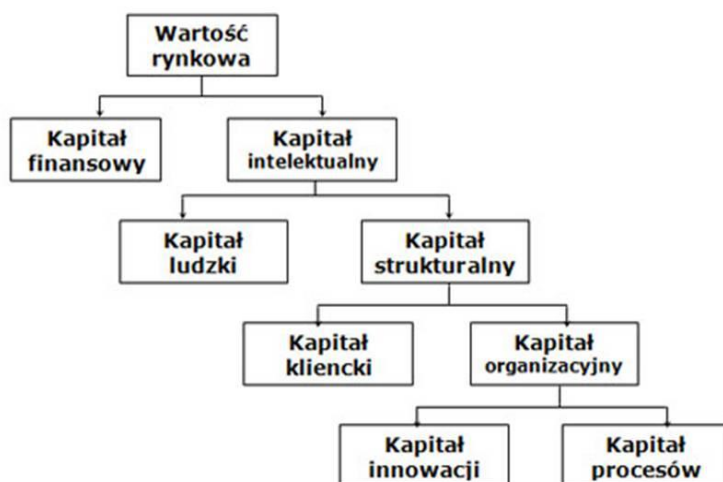 Wartość
rynkowa
Kapitał
finansowy
Kapitał
intelektualny
Kapitał
ludzki
Kapitał
strukturalny
Kapitał
kliencki
Kapitał
organizacyjny
Kapitał
innowacji
Kapitał
procesów